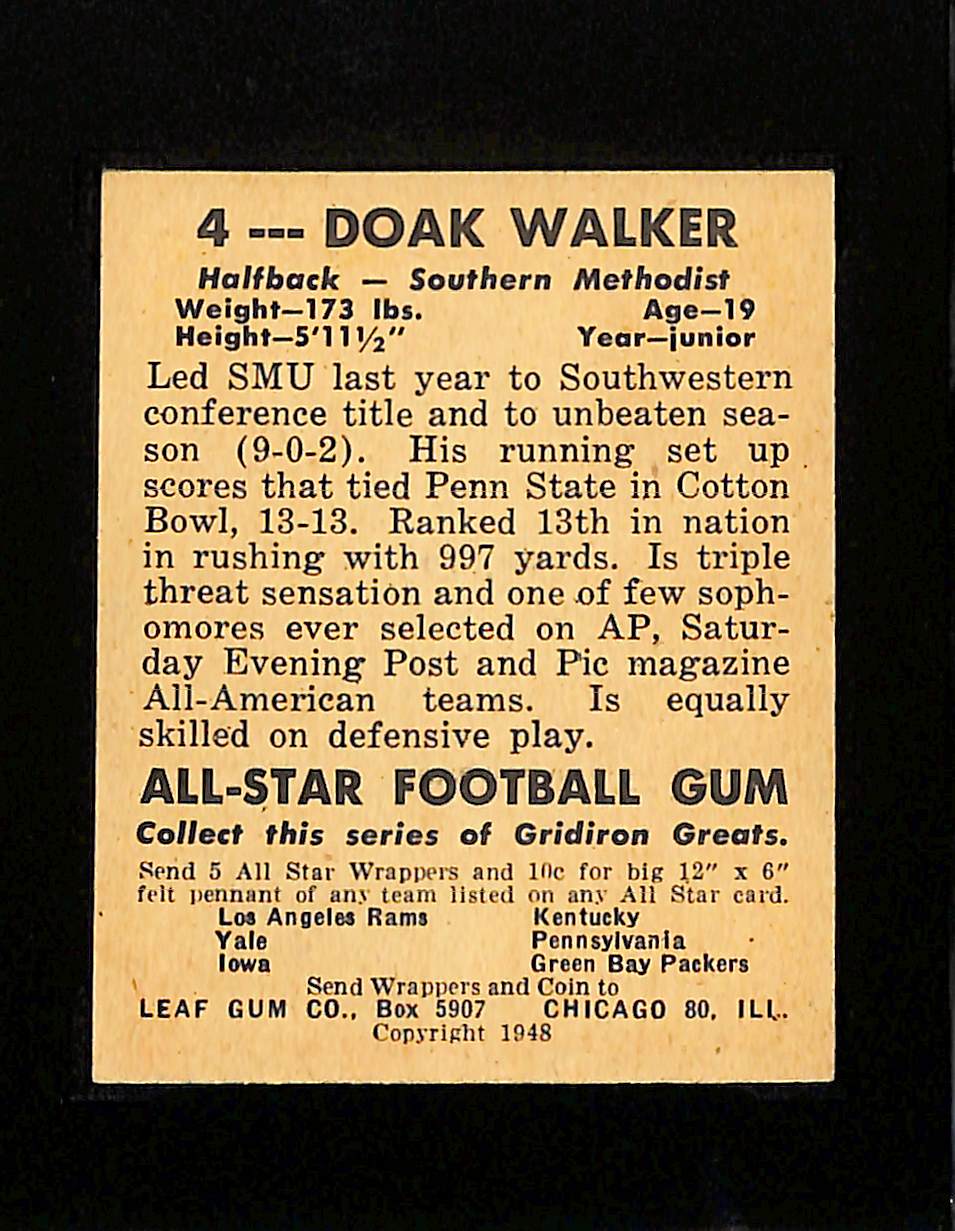 4 --- DOAK WALKER
Halfback — Southern Methodist
Weight—173 lbs. Age—19
Height—5'11½" Year—junior
Led SMU last year to Southwestern
conference title and to unbeaten sea-
son (9-0-2). His running set up
scores that tied Penn State in Cotton
Bowl, 13-13. Ranked 13th in nation
in rushing with 997 yards. Is triple
threat sensation and one of few soph-
omores ever selected on AP, Satur-
day Evening Post and Pic magazine
All-American teams. Is equally
skilled on defensive play.
ALL-STAR FOOTBALL GUM
Collect this series of Gridiron Greats.
Send 5 All Star Wrappers and 10c for big 12" x 6"
felt pennant of any team listed on any All Star card.
Los Angeles Rams Kentucky
Yale Pennsylvania
Iowa Green Bay Packers
Send Wrappers and Coin to
LEAF GUM CO., Box 5907 CHICAGO 80, ILL.
Copyright 1948